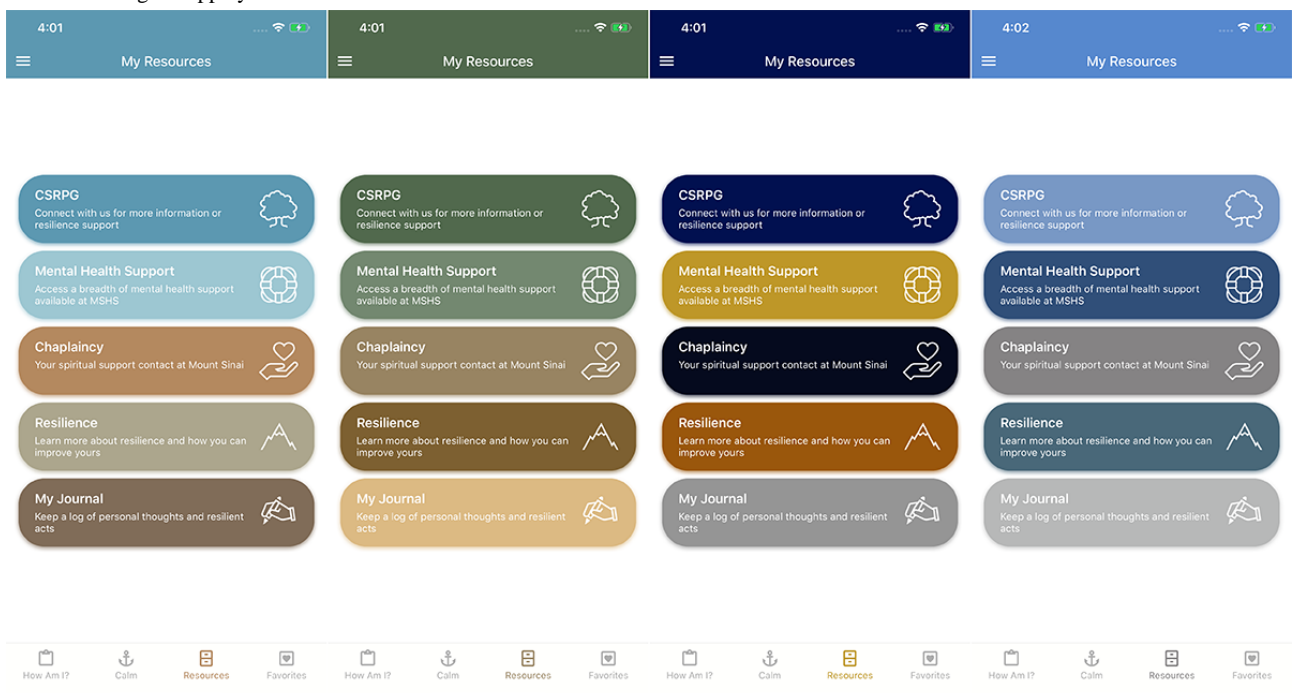 4:01
My Resources
CSRPG
Connect with us for more information or
resilience support
Mental Health Support
Access a breadth of mental health support
available at MSHS
Chaplaincy
Your spiritual support contact at Mount Sinai
Resilience
Learn more about resilience and how you can
improve yours
My Journal
Keep a log of personal thoughts and resilient
acts
How Am I?
Calm
Resources
Favorites
4:01
My Resources
CSRPG
Connect with us for more information or
resilience support
Mental Health Support
Access a breadth of mental health support
available at MSHS
Chaplaincy
Your spiritual support contact at Mount Sinai
Resilience
Learn more about resilience and how you can
improve yours
My Journal
Keep a log of personal thoughts and resilient
acts
How Am I?
Calm
Resources
Favorites
4:01
My Resources
CSRPG
Connect with us for more information or
resilience support
Mental Health Support
Access a breadth of mental health support
available at MSHS
Chaplaincy
Your spiritual support contact at Mount Sinai
Resilience
Learn more about resilience and how you can
improve yours
My Journal
Keep a log of personal thoughts and resilient
acts
How Am I?
Calm
Resources
Favorites
4:02
My Resources
CSRPG
Connect with us for more information or
resilience support
Mental Health Support
Access a breadth of mental health support
available at MSHS
Chaplaincy
Your spiritual support contact at Mount Sinai
Resilience
Learn more about resilience and how you can
improve yours
My Journal
Keep a log of personal thoughts and resilient
acts
How Am I?
Calm
Resources
Favorites